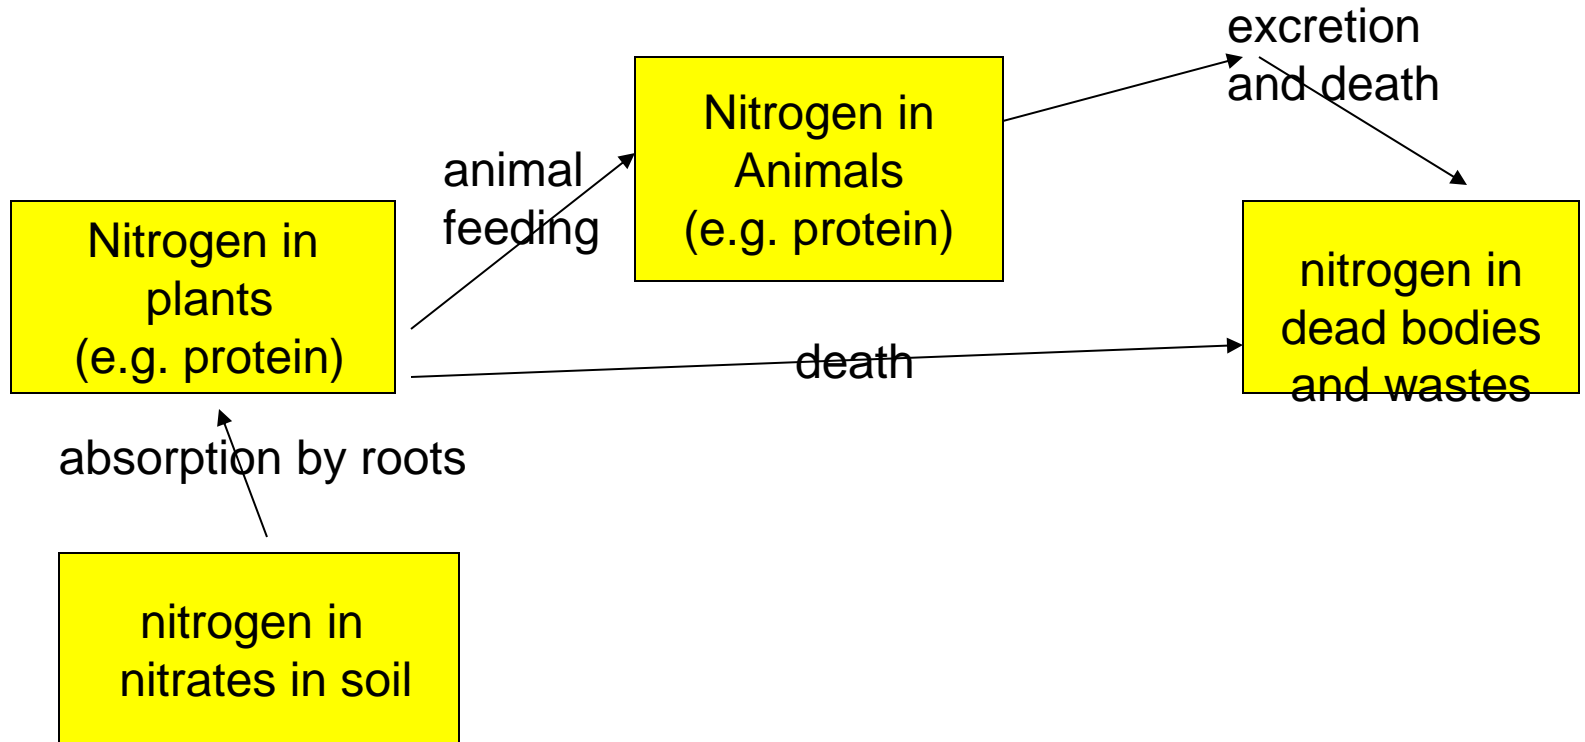 excretion
and death
Nitrogen in
Animals
(e.g. protein)
animal
feeding
Nitrogen in
plants
(e.g. protein)
nitrogen in
dead bodies
and wastes
death
absorption by roots
nitrogen in
nitrates in soil